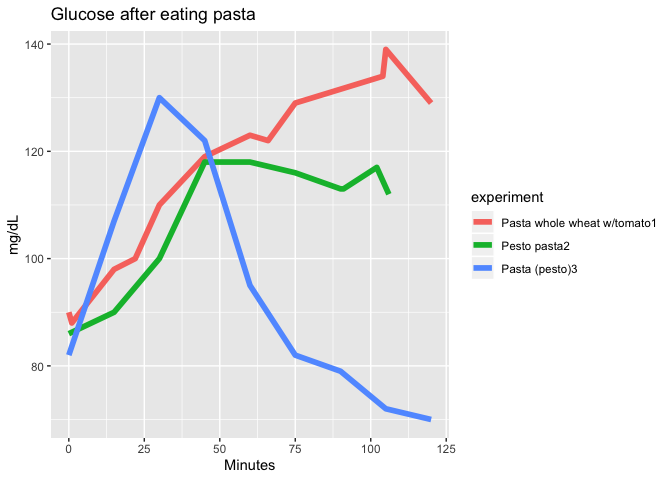 Glucose after eating pasta
mg/dL
140
120
100
80
0 25 50 75 100 125
Minutes
experiment
Pasta whole wheat w/tomato1
Pesto pasta2
Pasta (pesto)3